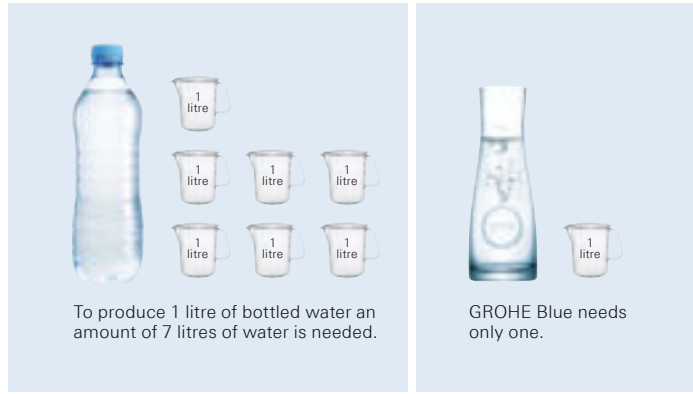 1
litre
1
litre
1
litre
1
litre
1
litre
1
litre
1
litre
To produce 1 litre of bottled water an
amount of 7 litres of water is needed.
1
litre
GROHE Blue needs
only one.